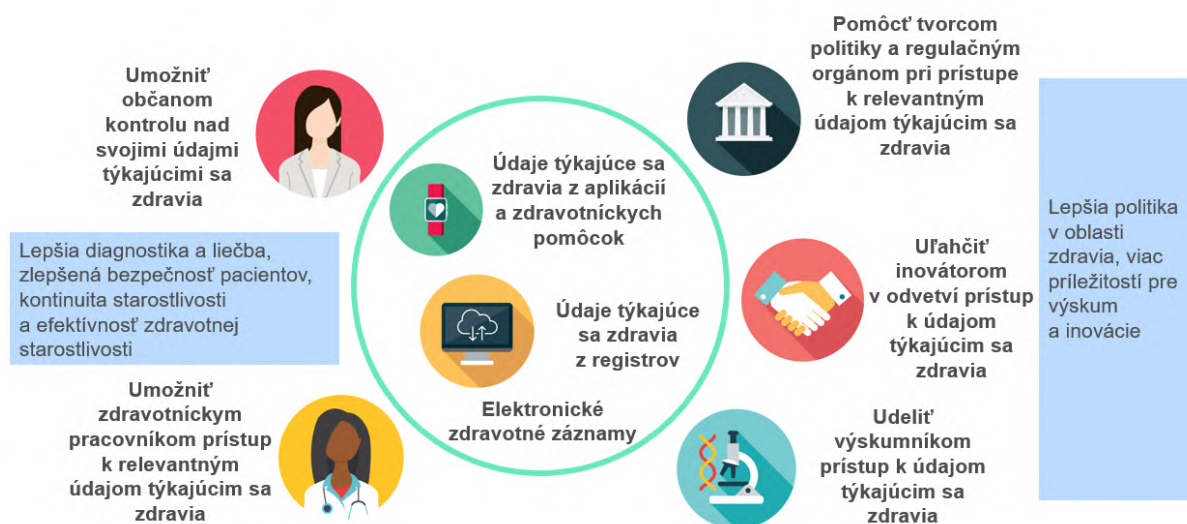 Umožniť
občanom
kontrolu nad
svojimi údajmi
týkajúcimi sa
zdravia
Lepšia diagnostika a liečba,
zlepšená bezpečnosť pacientov,
kontinuita starostlivosti
a efektívnosť zdravotnej
starostlivosti
Umožniť
zdravotníckym
pracovníkom prístup
k relevantným
údajom týkajúcim sa
zdravia
Údaje týkajúce sa
zdravia z aplikácií
a zdravotníckych
pomôcok
Údaje týkajúce
sa zdravia
z registrov
Elektronické
zdravotné záznamy
Pomôcť tvorcom
politiky a regulačným
orgánom pri prístupe
k relevantným
údajom týkajúcim sa
zdravia
Uľahčiť
inovátorom
v odvetví prístup
k údajom
týkajúcim sa
zdravia
Udeliť
výskumníkom
prístup k údajom
týkajúcim sa
zdravia
Lepšia politika
v oblasti
zdravia, viac
príležitostí pre
výskum
a inovácie